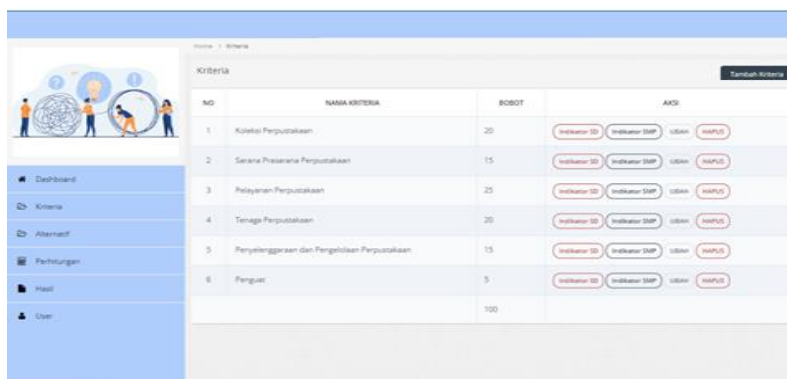 Home > Kriteria
Kriteria
Tambah Kriteria
NO NAMA KRITERIA BOBOT AKSI
1 Koleksi Perpustakaan 20 Indikator SD Indikator SMP UBAH HAPUS
2 Sarana Prasarana Perpustakaan 15 Indikator SD Indikator SMP UBAH HAPUS
3 Pelayanan Perpustakaan 25 Indikator SD Indikator SMP UBAH HAPUS
4 Tenaga Perpustakaan 20 Indikator SD Indikator SMP UBAH HAPUS
5 Penyelenggaraan dan Pengelolaan Perpustakaan 15 Indikator SD Indikator SMP UBAH HAPUS
6 Penguat 5 Indikator SD Indikator SMP UBAH HAPUS
100
Dashboard
Kriteria
Alternatif
Perhitungan
Hasil
User